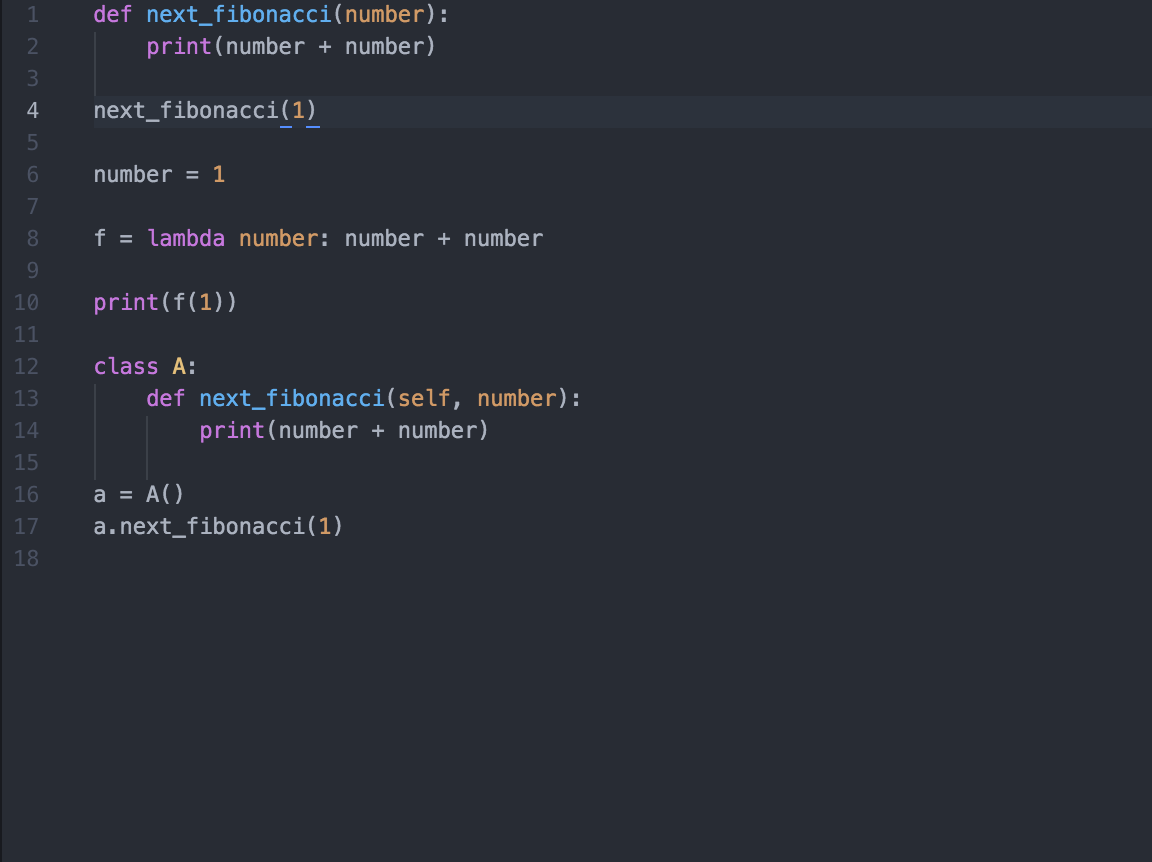 1 def next_fibonacci(number):
2     print(number + number)
3
4 next_fibonacci(1)
5
6 number = 1
7
8 f = lambda number: number + number
9
10 print(f(1))
11
12 class A:
13     def next_fibonacci(self, number):
14         print(number + number)
15
16 a = A()
17 a.next_fibonacci(1)
18